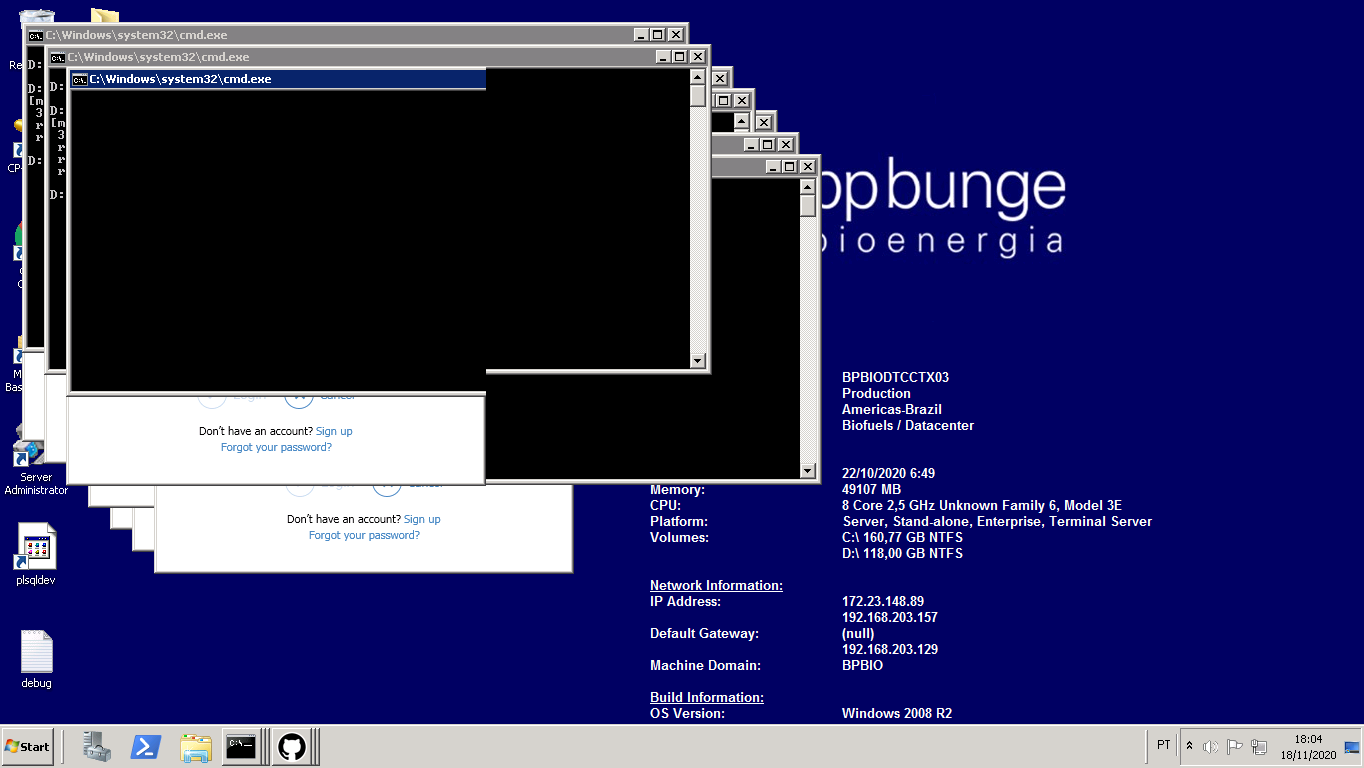 C:\Windows\system32\cmd.exe
C:\Windows\system32\cmd.exe
C:\Windows\system32\cmd.exe
D:
D:
[m
3
r
r
D:
D:
D:
[m
3
r
r
r
D:
bunge
bioenergia
Don't have an account? Sign up
Forgot your password?
Don't have an account? Sign up
Forgot your password?
Server
Administrator
plsqldev
debug
BPBIODTCCTX03
Production
Americas-Brazil
Biofuels / Datacenter
22/10/2020 6:49
Memory: 49107 MB
CPU: 8 Core 2,5 GHz Unknown Family 6, Model 3E
Platform: Server, Stand-alone, Enterprise, Terminal Server
Volumes: C:\ 160,77 GB NTFS
D:\ 118,00 GB NTFS
Network Information:
IP Address: 172.23.148.89
192.168.203.157
Default Gateway: (null)
192.168.203.129
Machine Domain: BPBIO
Build Information:
OS Version: Windows 2008 R2
Start
PT
18:04
18/11/2020